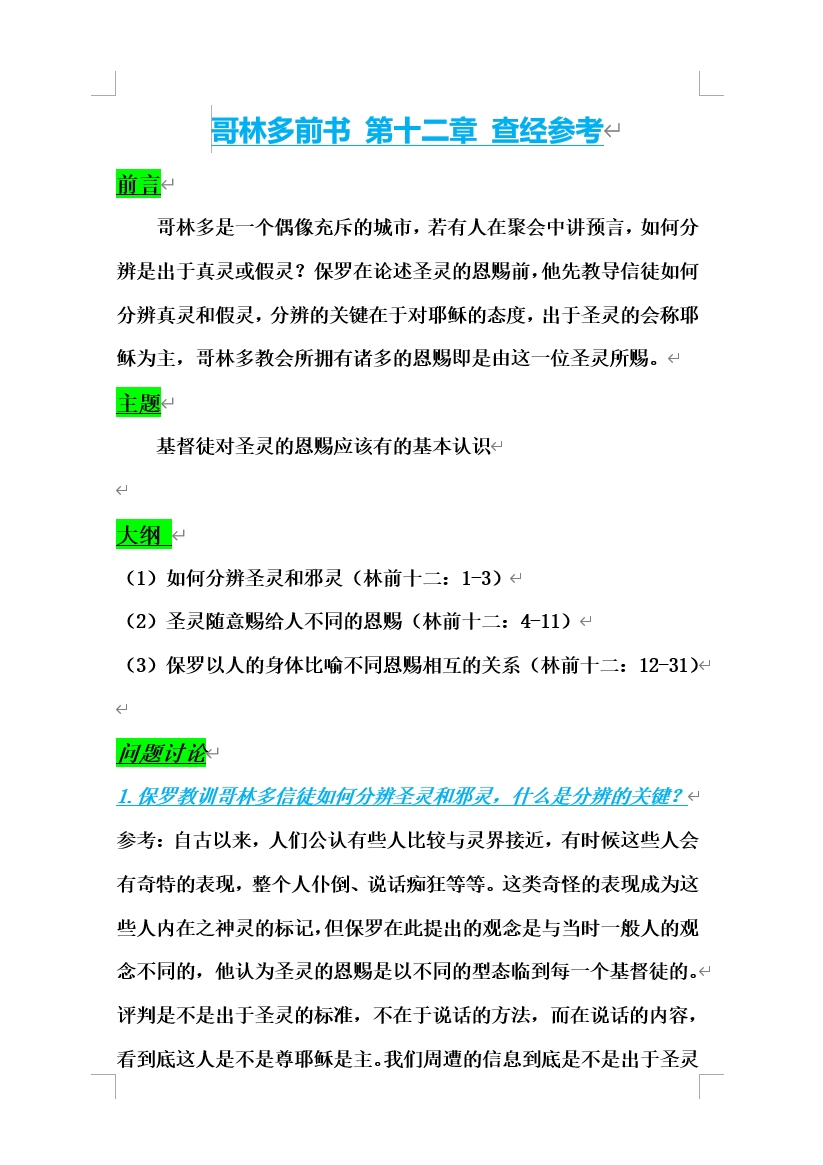 哥林多前书 第十二章 查经参考
前言
哥林多是一个偶像充斥的城市，若有人在聚会中讲预言，如何分
辨是出于真灵或假灵？保罗在论述圣灵的恩赐前，他先教导信徒如何
分辨真灵和假灵，分辨的关键在于对耶稣的态度，出于圣灵的会称耶
稣为主，哥林多教会所拥有诸多的恩赐即是由这一位圣灵所赐。
主题
基督徒对圣灵的恩赐应该有的基本认识
大纲
（1）如何分辨圣灵和邪灵（林前十二：1-3）
（2）圣灵随意赐给人不同的恩赐（林前十二：4-11）
（3）保罗以人的身体比喻不同恩赐相互的关系（林前十二：12-31）
问题讨论
1.保罗教训哥林多信徒如何分辨圣灵和邪灵，什么是分辨的关键？
参考：自古以来，人们公认有些人比较与灵界接近，有时候这些人会
有奇特的表现，整个人仆倒、说话痴狂等等。这类奇怪的表现成为这
些人内在之神灵的标记，但保罗在此提出的观念是与当时一般人的观
念不同的，他认为圣灵的恩赐是以不同的型态临到每一个基督徒的。
评判是不是出于圣灵的标准，不在于说话的方法，而在说话的内容，
看到底这人是不是尊耶稣是主。我们周遭的信息到底是不是出于圣灵